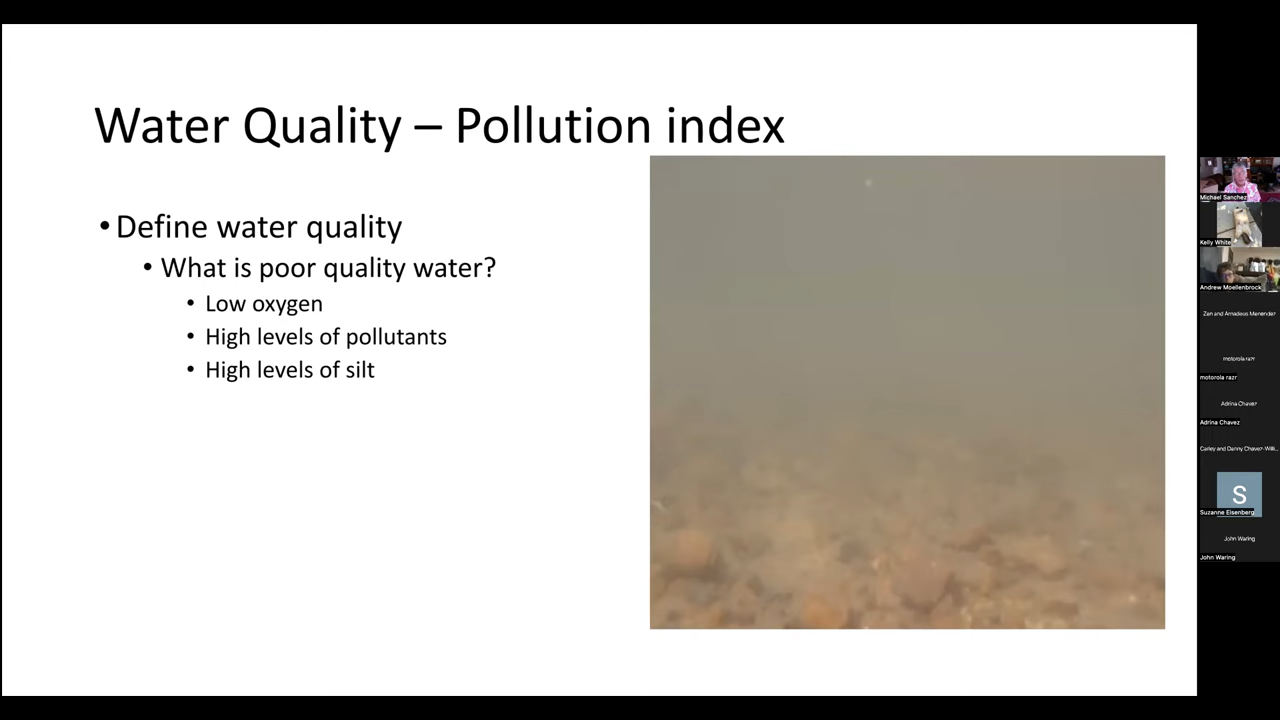 Water Quality – Pollution index
•Define water quality
• What is poor quality water?
• Low oxygen
• High levels of pollutants
• High levels of silt
Michael Sanchez
Kelly White
Andrew Moellenbrock
Zen and Amadeus Menender
motorola razr
motorola razr
Adrina Chavez
Adrina Chavez
Carley and Danny Chavez-Willi...
S
Suzanne Eisenberg
John Waring
John Waring